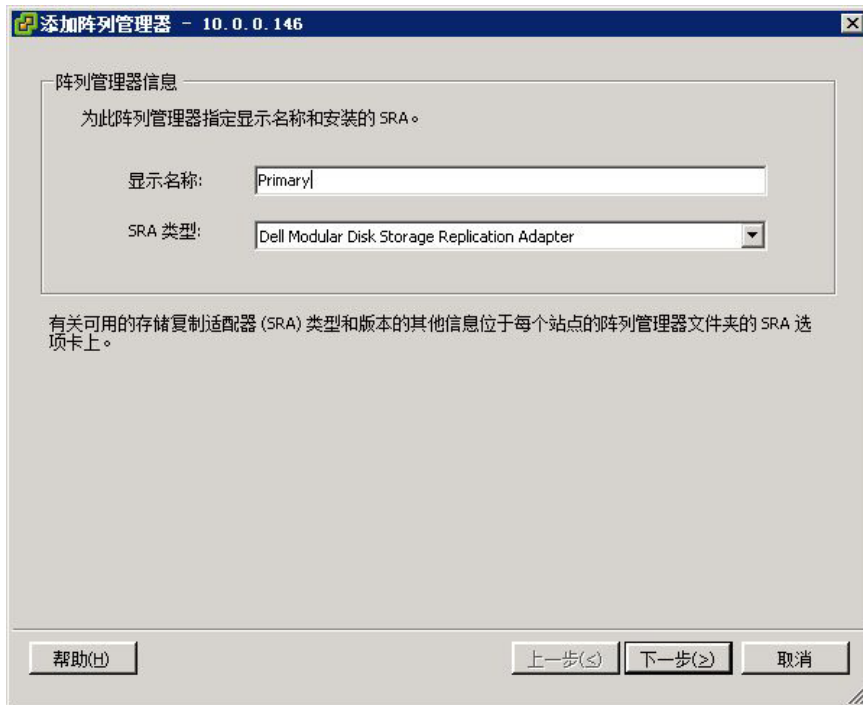 添加阵列管理器 - 10.0.0.146
阵列管理器信息
为此阵列管理器指定显示名称和安装的 SRA。
显示名称: Primary
SRA 类型: Dell Modular Disk Storage Replication Adapter
有关可用的存储复制适配器 (SRA) 类型和版本的其他信息位于每个站点的阵列管理器文件夹的 SRA 选
项卡上。
帮助(H) 上一步(<) 下一步(>) 取消